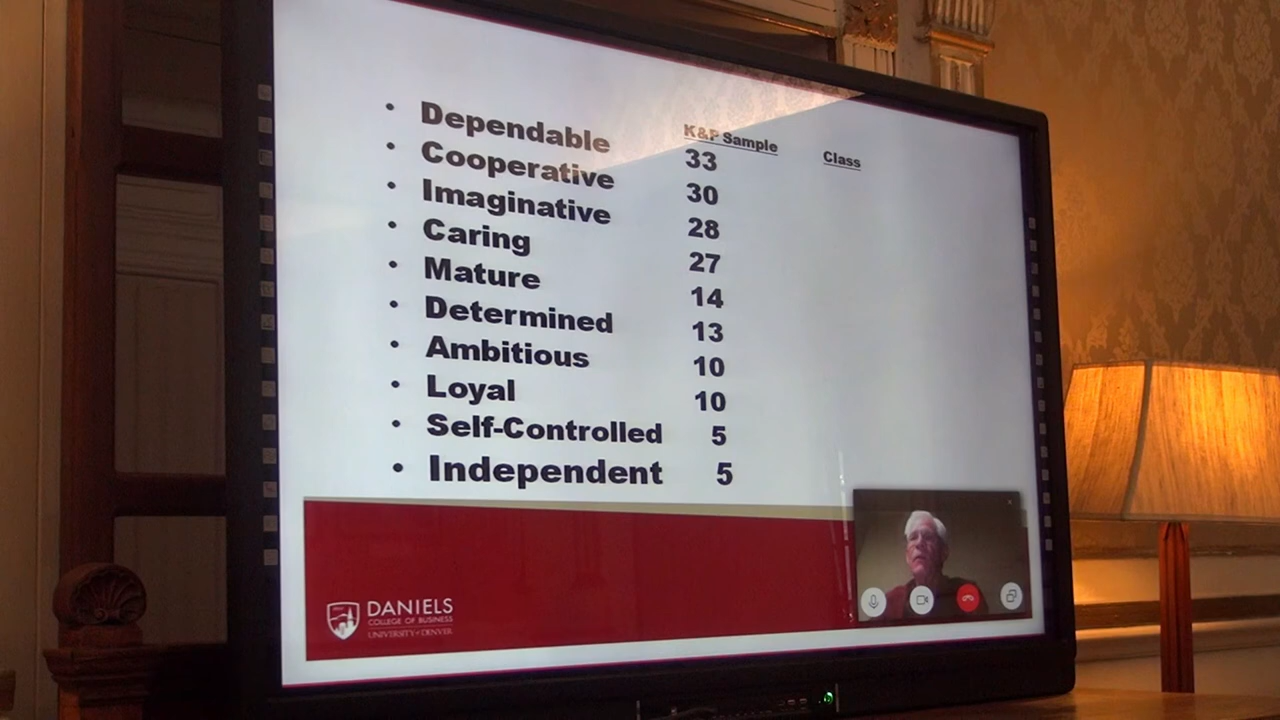 K&P Sample Class
• Dependable 33
• Cooperative 30
• Imaginative 28
• Caring 27
• Mature 14
• Determined 13
• Ambitious 10
• Loyal 10
• Self-Controlled 5
• Independent 5
DANIELS
COLLEGE OF BUSINESS
UNIVERSITY of DENVER